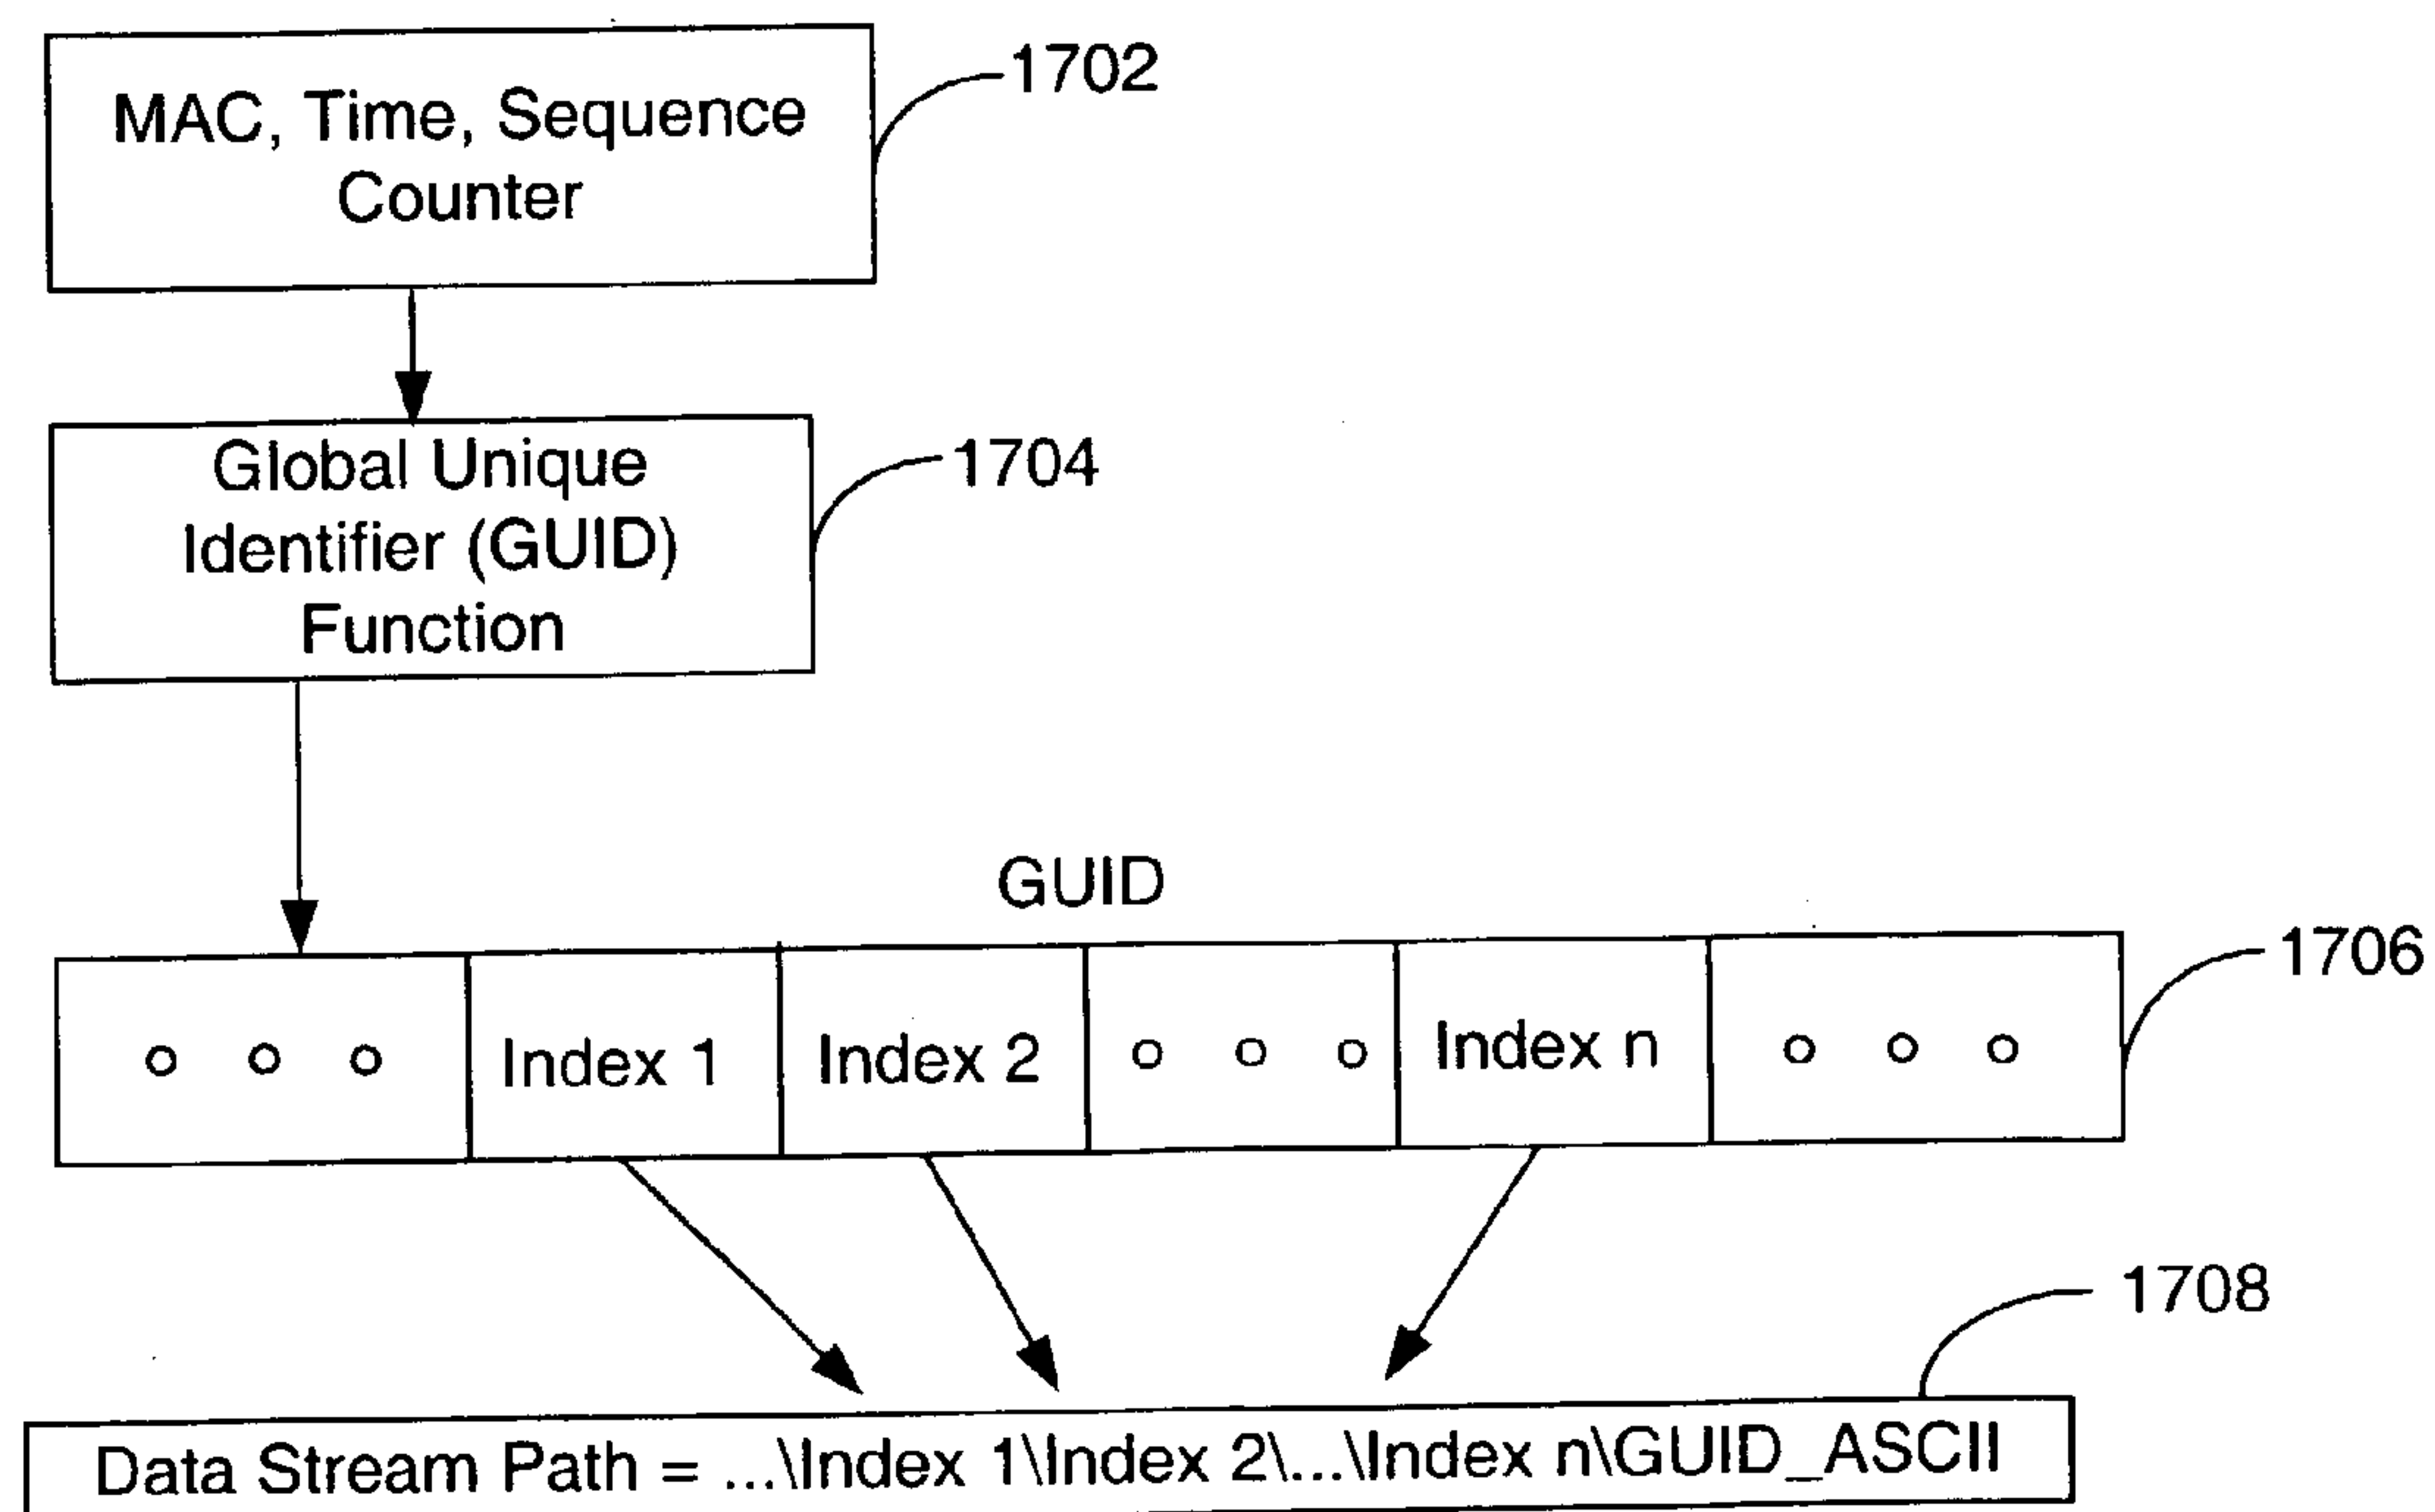 MAC, Time, Sequence
Counter
1702
Global Unique
Identifier (GUID)
Function
1704
GUID
1706
Index 1
Index 2
Index n
1708
Data Stream Path = ...\Index 1\Index 2\...\Index n\GUID_ASCII